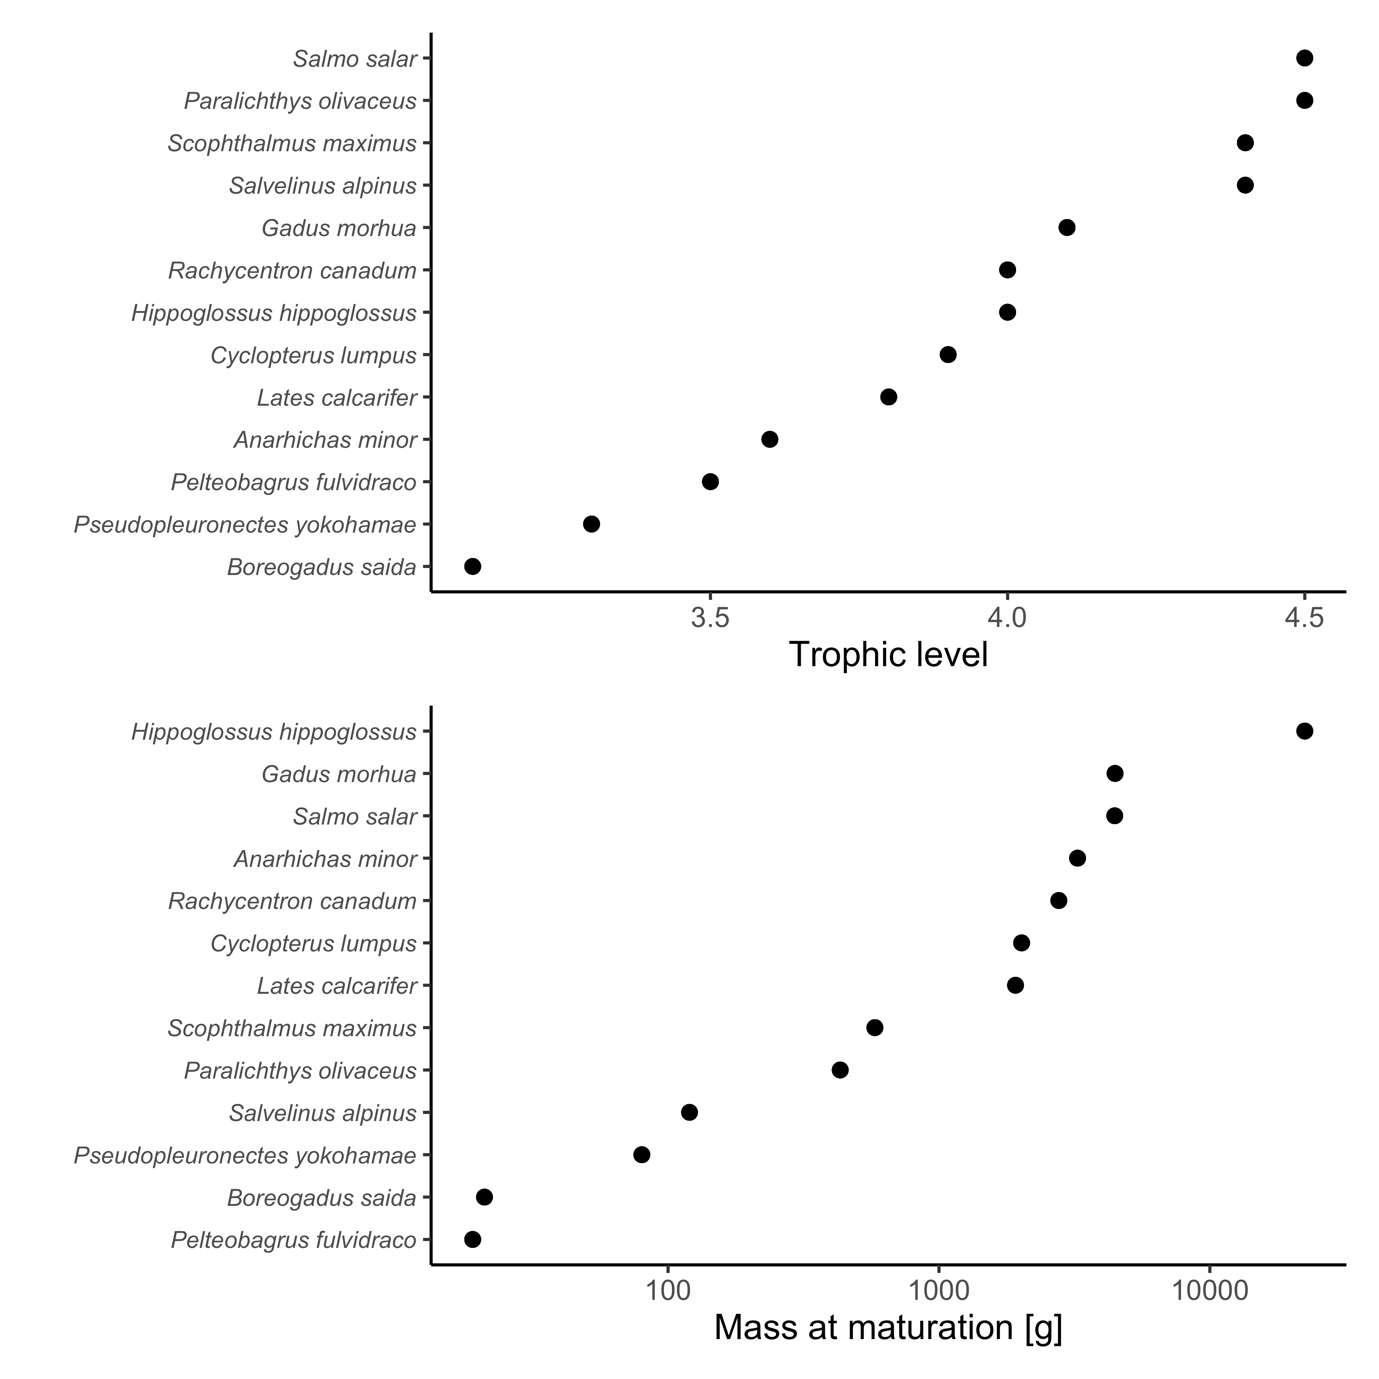 Salmo salar
Paralichthys olivaceus
Scophthalmus maximus
Salvelinus alpinus
Gadus morhua
Rachycentron canadum
Hippoglossus hippoglossus
Cyclopterus lumpus
Lates calcarifer
Anarhichas minor
Pelteobagrus fulvidraco
Pseudopleuronectes yokohamae
Boreogadus saida
3.5 4.0 4.5
Trophic level
Hippoglossus hippoglossus
Gadus morhua
Salmo salar
Anarhichas minor
Rachycentron canadum
Cyclopterus lumpus
Lates calcarifer
Scophthalmus maximus
Paralichthys olivaceus
Salvelinus alpinus
Pseudopleuronectes yokohamae
Boreogadus saida
Pelteobagrus fulvidraco
100 1000 10000
Mass at maturation [g]